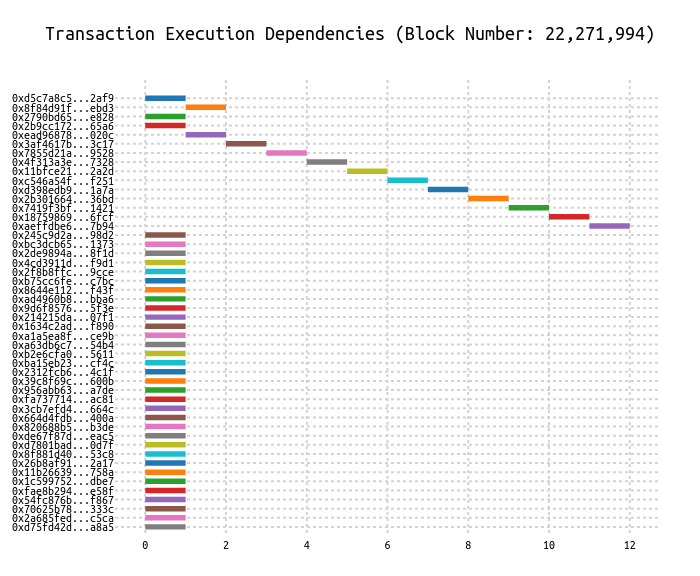 Transaction Execution Dependencies (Block Number: 22,271,994)
0xd5c7a8c5...2af9
0x8f84d91f...ebd3
0x2790bd65...e828
0x2b9cc172...65a6
0xead96878...020c
0x3af4617b...3c17
0x7855d21a...9528
0x4f313a3e...7328
0x11bfce21...2a2d
0xc546a54f...f251
0xd398edb9...1a7a
0x2b301664...36bd
0x7419f3bf...1421
0x18759869...6fcf
0xaeffdbe6...7b94
0x245c9d2a...98d2
0xbc3dcb65...1373
0x2de9894a...8f1d
0x4cd3911d...f9d1
0x2f8b8ffc...9cce
0xb75cc6fe...c7bc
0x8644e112...f43f
0xad4960b8...bba6
0x9d6f8576...5f3e
0x214215da...07f1
0x1634c2ad...f890
0xa1a5ea8f...ce9b
0xa63db6c7...54b4
0xb2e6cfa0...5611
0xba15eb23...cf4c
0x2312fcb6...4c1f
0x39c8f69c...600b
0x956abb63...a7de
0xfa737714...ac81
0x3cb7efd4...664c
0x664d4fdb...400a
0x820688b5...b3de
0xde67f87d...eac5
0xd7801bad...0d7f
0x8f881d40...53c8
0x26b8af91...2a17
0x11b26639...758a
0x1c599752...dbe7
0xfae8b294...e58f
0x54fc876b...f867
0x70625b78...333c
0x2a685fed...c5ca
0xd75fd42d...a8a5
0 2 4 6 8 10 12